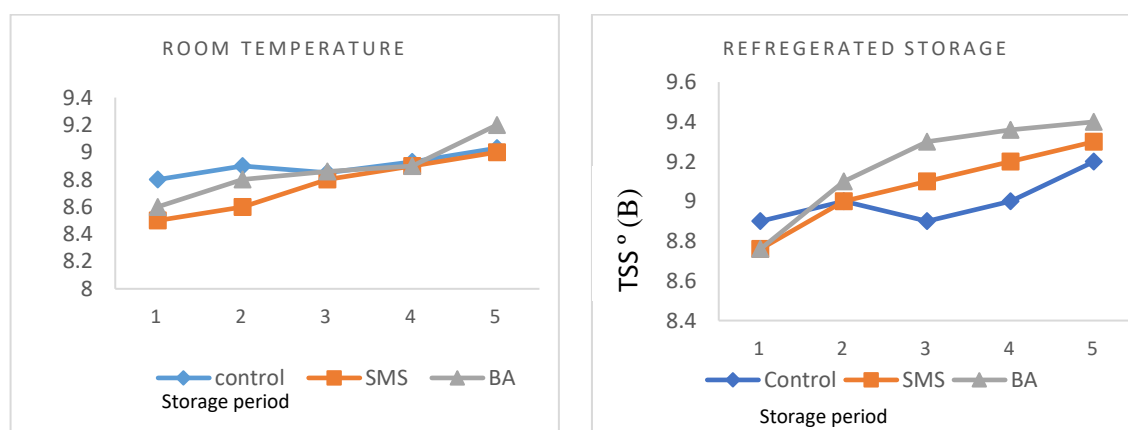 ROOM TEMPERATURE
9.4
9.2
9
8.8
8.6
8.4
8.2
8
1 2 3 4 5
control SMS BA
Storage period
REFREGERATED STORAGE
TSS º (B)
9.6
9.4
9.2
9
8.8
8.6
8.4
1 2 3 4 5
Control SMS BA
Storage period